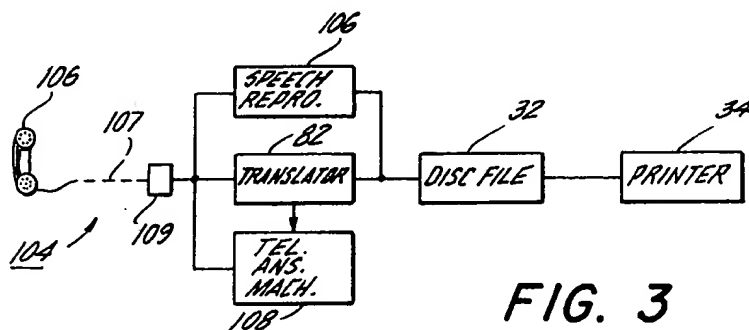 106
106
SPEECH
REPRO.
107
82
32
34
TRANSLATOR
DISC FILE
PRINTER
109
104
TEL.
ANS.
MACH.
108
FIG. 3